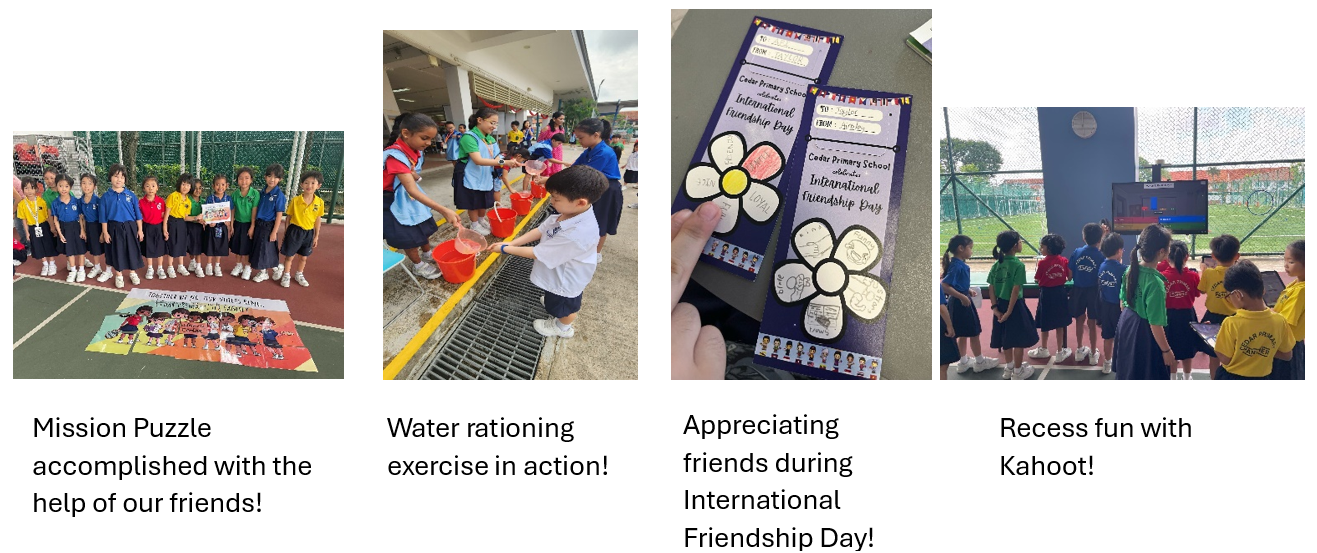 TO :
FROM :
Cedar Primary School
celebrates
International
Friendship Day
LOYAL
TO :
FROM :
Cedar Primary School
celebrates
International
Friendship Day
Mission Puzzle
accomplished with the
help of our friends!
Water rationing
exercise in action!
Appreciating
friends during
International
Friendship Day!
Recess fun with
Kahoot!